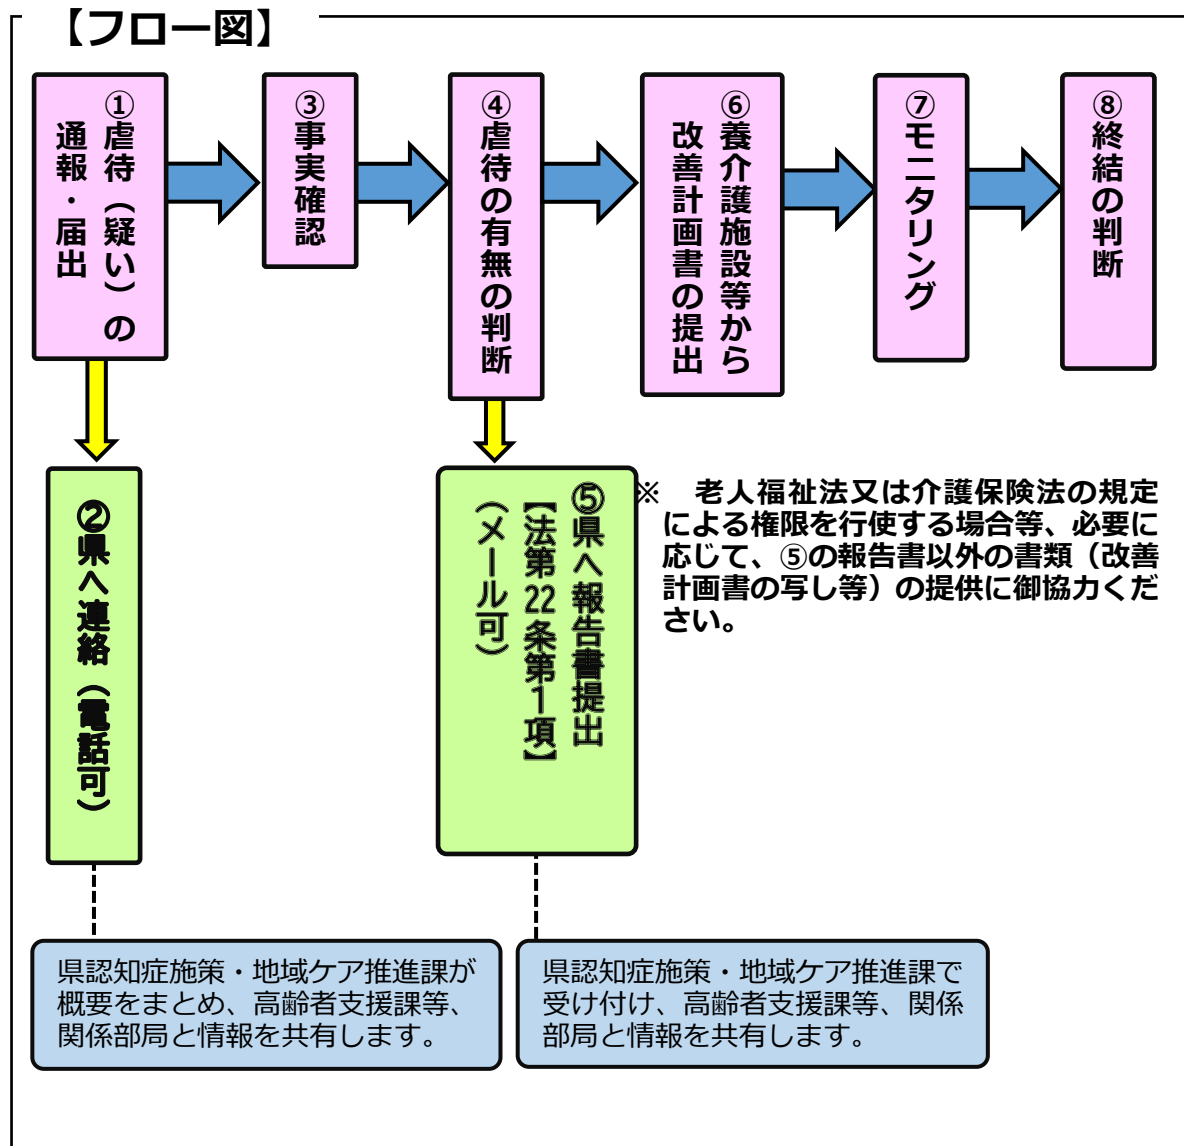 【フロー図】
①虐待（疑い）の
通報・届出
③事実確認
④虐待の有無の判断
⑥養介護施設等から
改善計画書の提出
⑦モニタリング
⑧終結の判断
②県へ連絡（電話可）
⑤県へ報告書提出
【法第22条第1項】
（メール可）
※　老人福祉法又は介護保険法の規定
による権限を行使する場合等、必要に
応じて、⑤の報告書以外の書類（改善
計画書の写し等）の提供に御協力くだ
さい。
県認知症施策・地域ケア推進課が
概要をまとめ、高齢者支援課等、
関係部局と情報を共有します。
県認知症施策・地域ケア推進課で
受け付け、高齢者支援課等、関係
部局と情報を共有します。